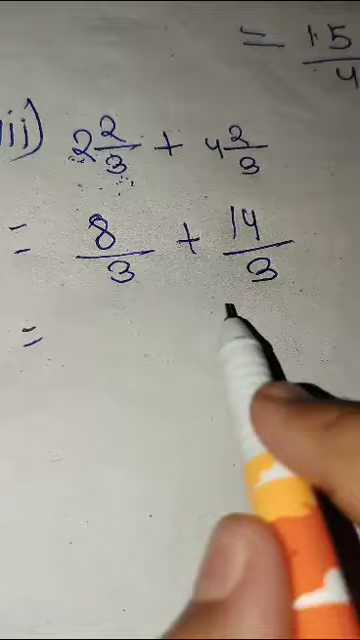 = 15/4
iii) 2 2/3 + 4 2/3
= 8/3 + 14/3
=